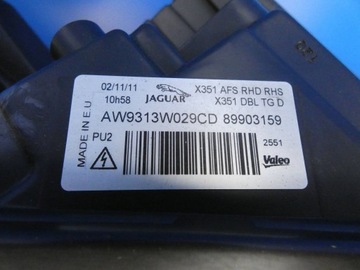 02/11/11
10h58
JAGUAR
X351 AFS RHD RHS
X351 DBL TG D
AW9313W029CD 89903159
PU2
2551
MADE IN E.U
Valeo